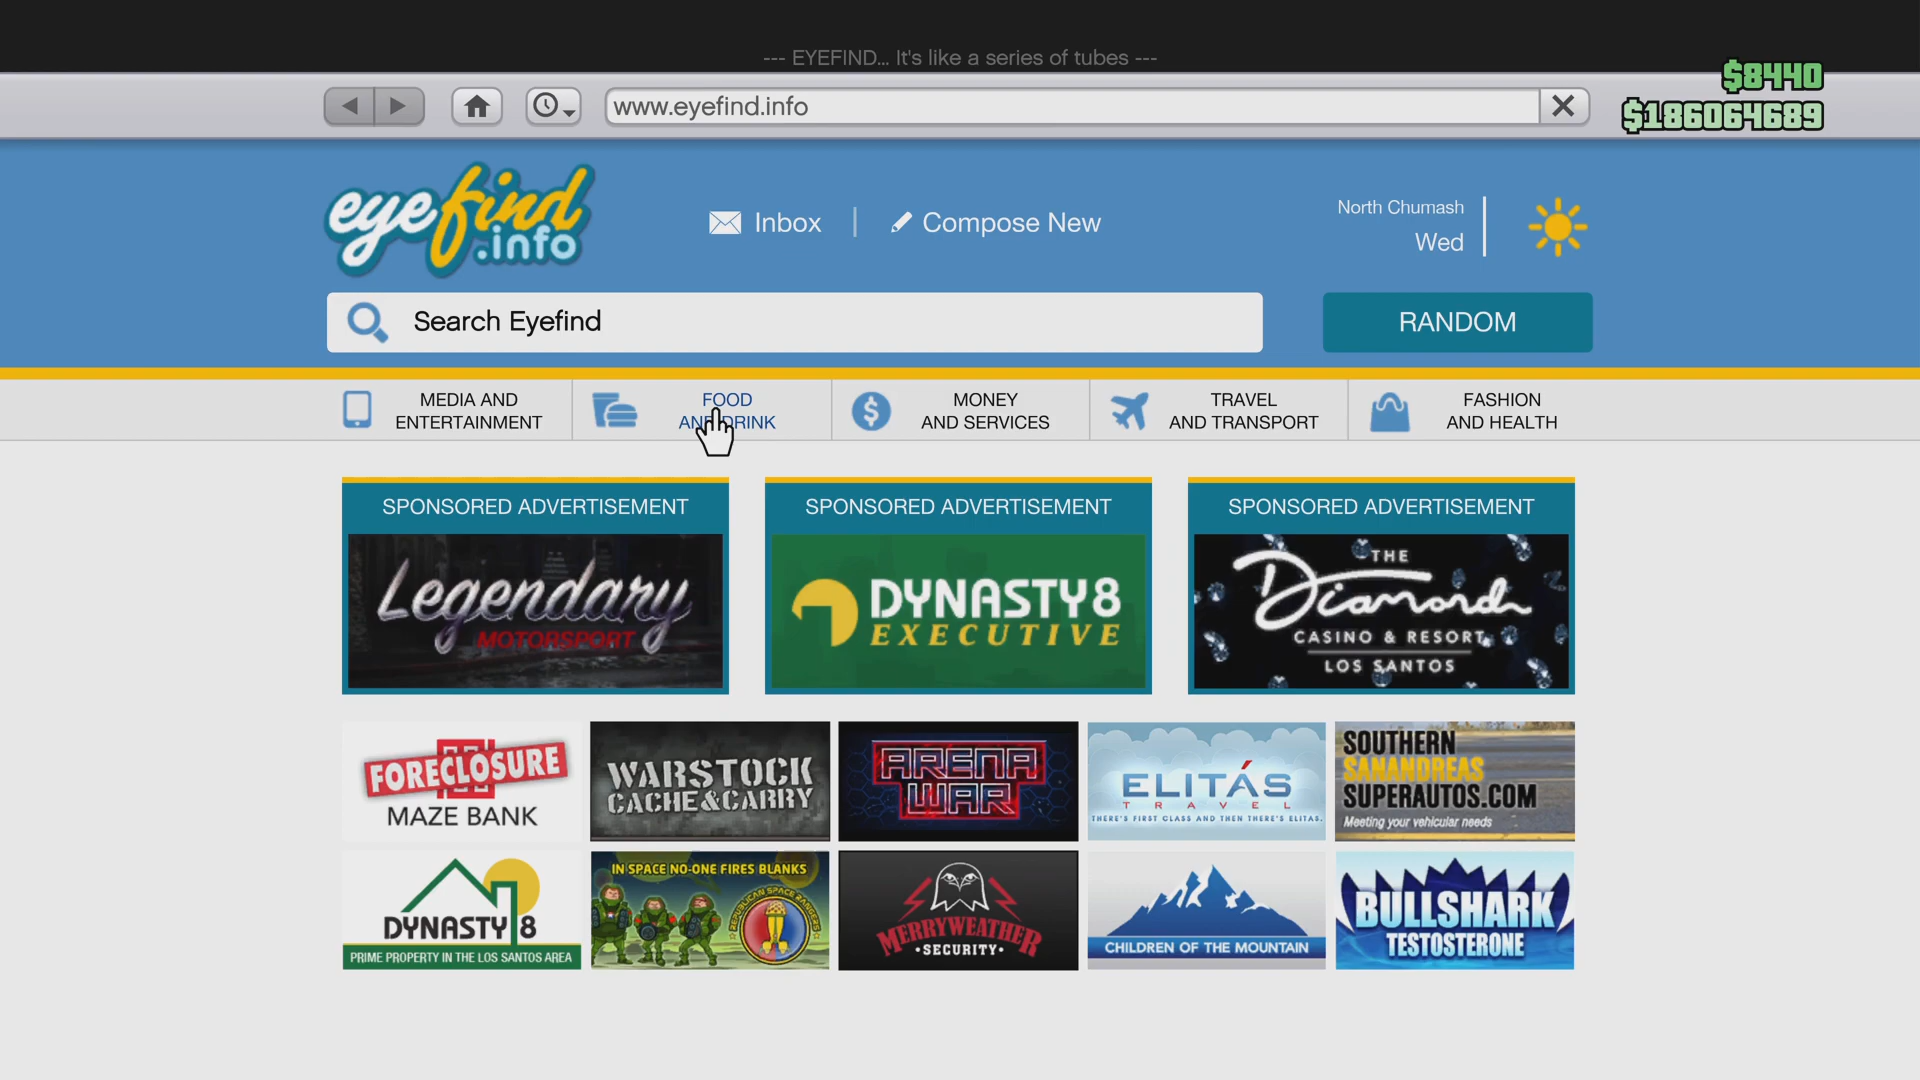 --- EYEFIND... It's like a series of tubes ---
$8440
www.eyefind.info
$186064689
eyefind
.info
Inbox
Compose New
North Chumash
Wed
Search Eyefind
RANDOM
MEDIA AND
ENTERTAINMENT
FOOD
AND DRINK
MONEY
AND SERVICES
TRAVEL
AND TRANSPORT
FASHION
AND HEALTH
SPONSORED ADVERTISEMENT
Legendary
MOTORSPORT
SPONSORED ADVERTISEMENT
DYNASTY8
EXECUTIVE
SPONSORED ADVERTISEMENT
THE
Diamond
CASINO & RESORT
LOS SANTOS
FORECLOSURE
MAZE BANK
WARSTOCK
CACHE&CARRY
ARENA
WAR
ELITÁS
TRAVEL
THERE'S FIRST CLASS AND THEN THERE'S ELITAS.
SOUTHERN
SANANDREAS
SUPERAUTOS.COM
Meeting your vehicular needs
DYNASTY 8
PRIME PROPERTY IN THE LOS SANTOS AREA
IN SPACE NO-ONE FIRES BLANKS
REPUBLICAN SPACE RANGERS
MERRYWEATHER
·SECURITY·
CHILDREN OF THE MOUNTAIN
BULLSHARK
TESTOSTERONE